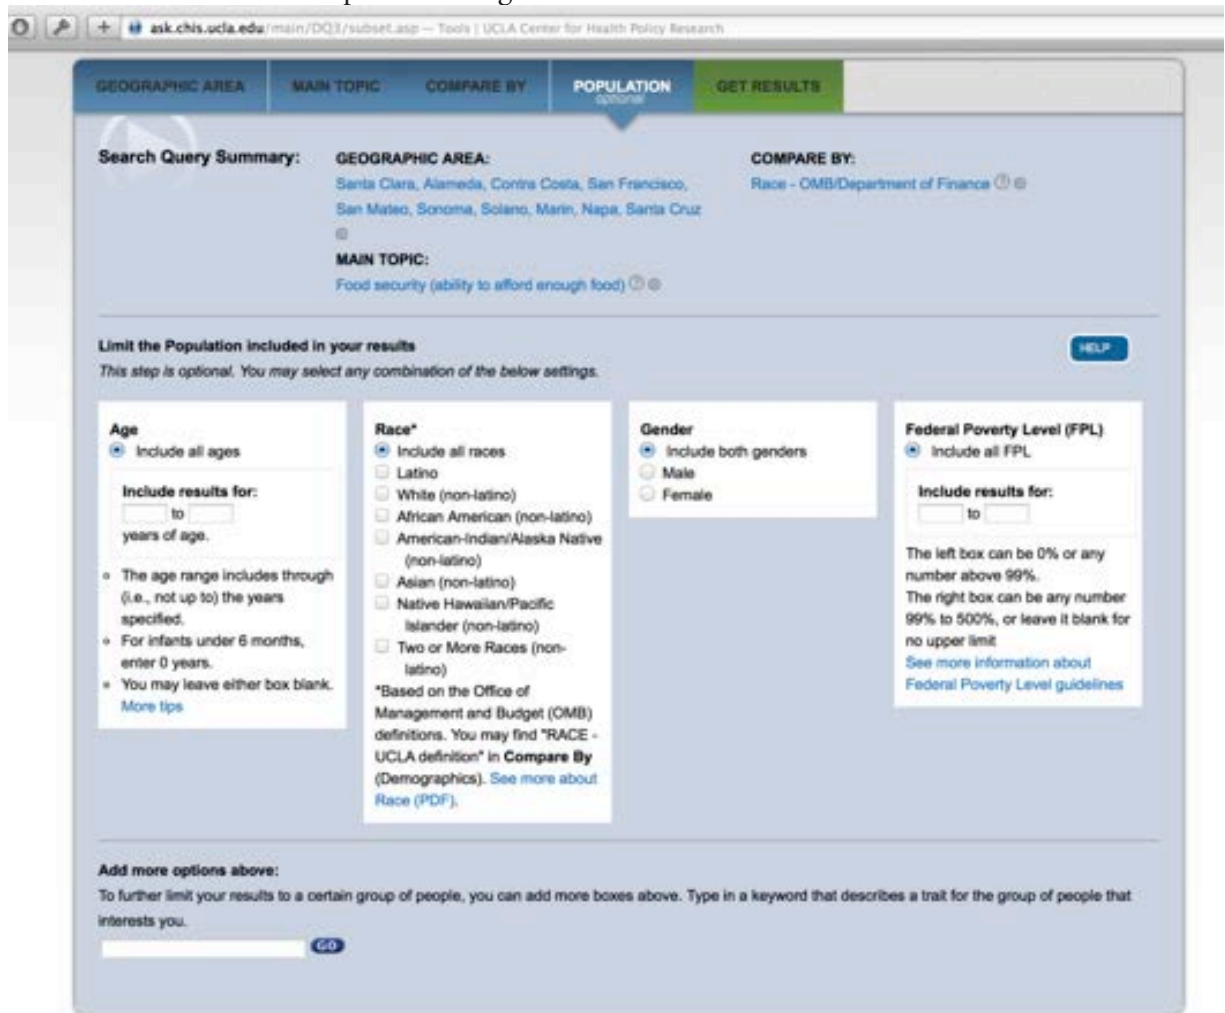 ask.chis.ucla.edu/main/DQ3/subset.asp — Tools | UCLA Center for Health Policy Research
GEOGRAPHIC AREA
MAIN TOPIC
COMPARE BY
POPULATION
optional
GET RESULTS
Search Query Summary:
GEOGRAPHIC AREA:
Santa Clara, Alameda, Contra Costa, San Francisco,
San Mateo, Sonoma, Solano, Marin, Napa, Santa Cruz
MAIN TOPIC:
Food security (ability to afford enough food)
COMPARE BY:
Race - OMB/Department of Finance
Limit the Population included in your results
This step is optional. You may select any combination of the below settings.
HELP
Age
Include all ages
Include results for:
to
years of age.
The age range includes through
(i.e., not up to) the years
specified.
For infants under 6 months,
enter 0 years.
You may leave either box blank.
More tips
Race*
Include all races
Latino
White (non-latino)
African American (non-latino)
American-Indian/Alaska Native
(non-latino)
Asian (non-latino)
Native Hawaiian/Pacific
Islander (non-latino)
Two or More Races (non-
latino)
*Based on the Office of
Management and Budget (OMB)
definitions. You may find "RACE -
UCLA definition" in Compare By
(Demographics). See more about
Race (PDF).
Gender
Include both genders
Male
Female
Federal Poverty Level (FPL)
Include all FPL
Include results for:
to
The left box can be 0% or any
number above 99%.
The right box can be any number
99% to 500%, or leave it blank for
no upper limit
See more information about
Federal Poverty Level guidelines
Add more options above:
To further limit your results to a certain group of people, you can add more boxes above. Type in a keyword that describes a trait for the group of people that
interests you.
GO